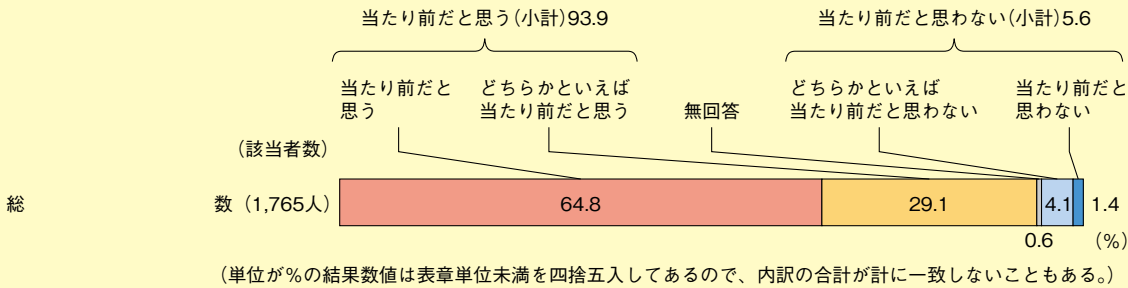 当たり前だと思う(小計)93.9
当たり前だと思わない(小計)5.6
当たり前だと
思う
どちらかといえば
当たり前だと思う
無回答
どちらかといえば
当たり前だと思わない
当たり前だと
思わない
(該当者数)
総 数 (1,765人)
64.8
29.1
4.1
1.4
0.6
(%)
(単位が%の結果数値は表章単位未満を四捨五入してあるので、内訳の合計が計に一致しないこともある。)